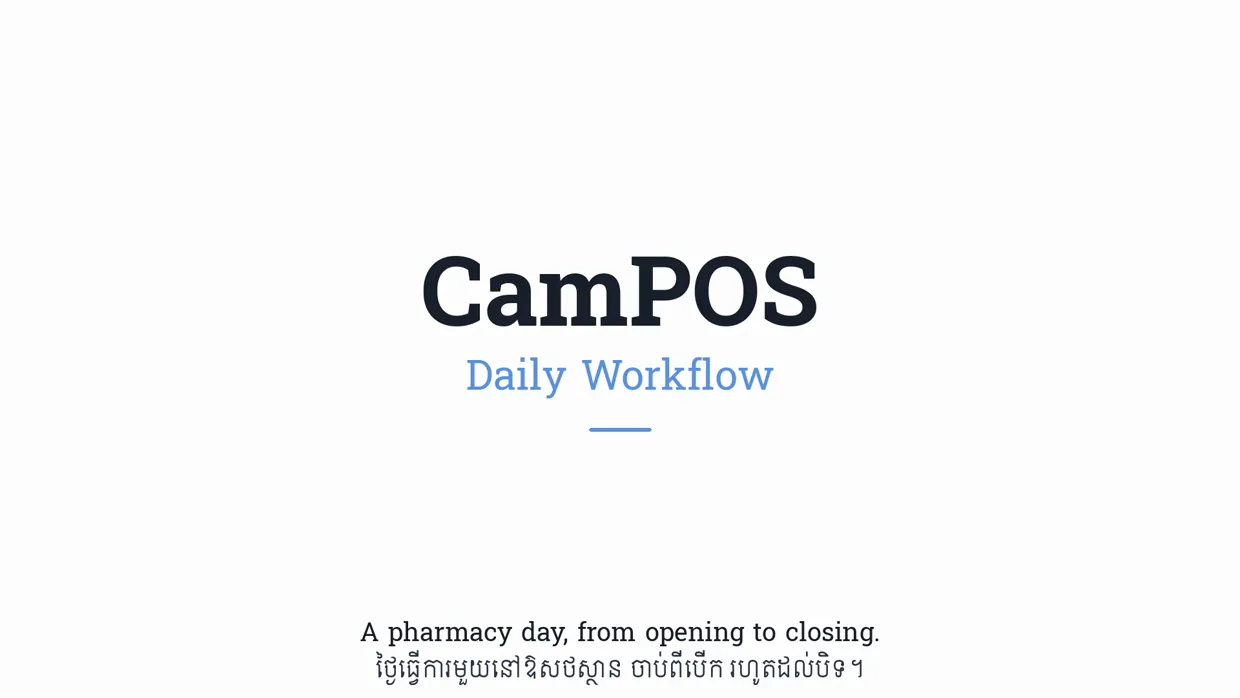 CamPOS
Daily Workflow
A pharmacy day, from opening to closing.
ថ្ងៃធ្វើការមួយនៅឱសថស្ថាន ចាប់ពីបើក រហូតដល់បិទ។